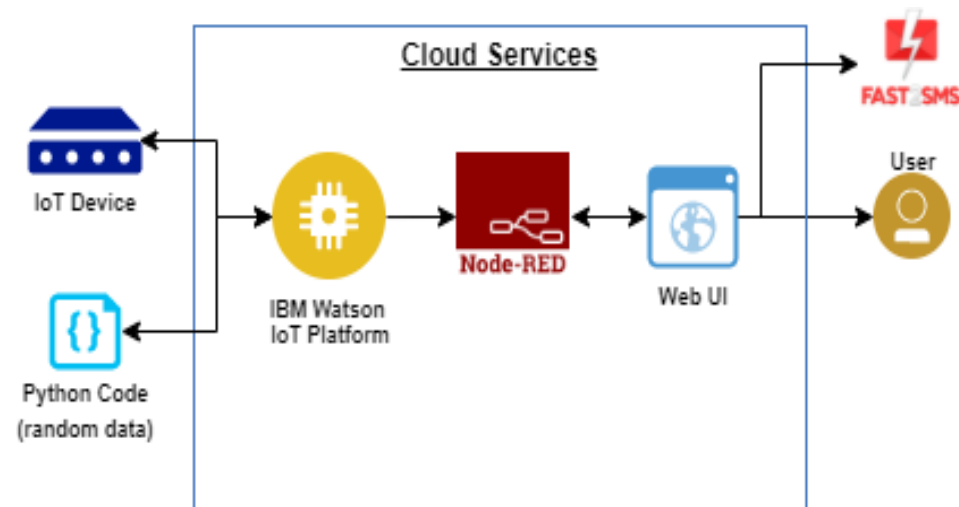 Cloud Services
FAST2SMS
User
IoT Device
Node-RED
IBM Watson
IoT Platform
Web UI
Python Code
(random data)